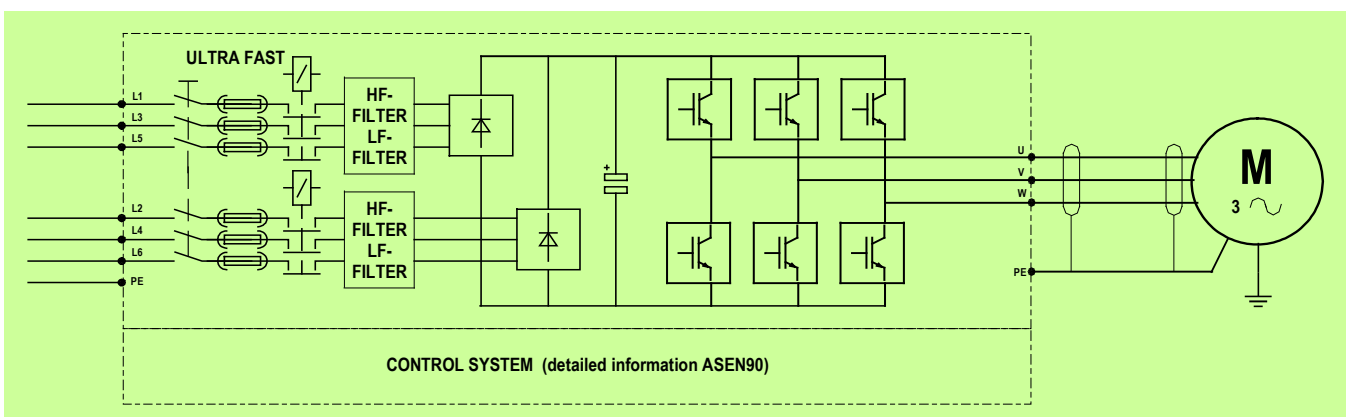 ULTRA FAST
L1
L3
L5
HF-
FILTER
LF-
FILTER
L2
L4
L6
PE
HF-
FILTER
LF-
FILTER
+
U
V
W
PE
M
3
CONTROL SYSTEM (detailed information ASEN90)